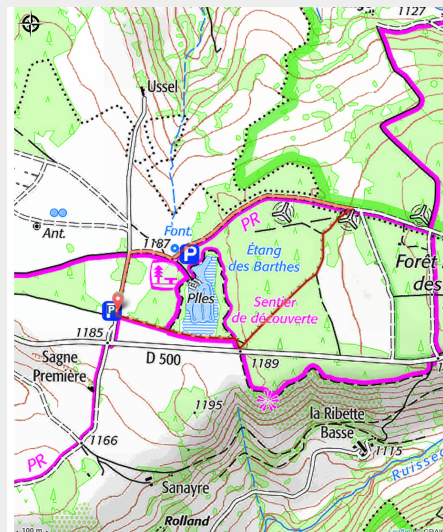 1127
Ussel
Ant.
1187
Font.
P
PR
Étang
des Barthes
Forêt
des
Plles
Sentier
de découverte
P
1185
D 500
1189
Sagne
Première
1195
la Ribette
Basse
1115
1166
PR
Sanayre
Ruisse
Rolland
100 m